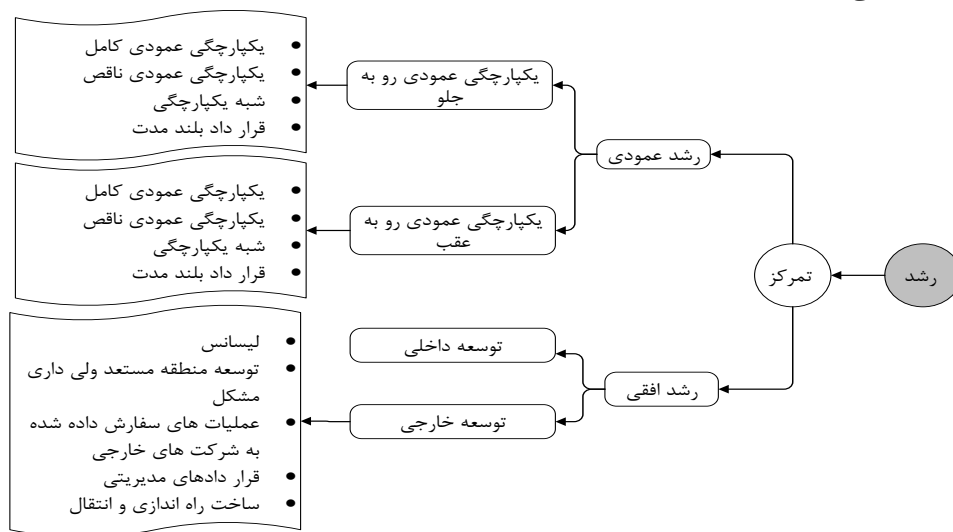 رشد
تمرکز
رشد عمودی
یکپارچگی عمودی رو به
جلو
• یکپارچگی عمودی کامل
• یکپارچگی عمودی ناقص
• شبه یکپارچگی
• قرار داد بلند مدت
یکپارچگی عمودی رو به
عقب
• یکپارچگی عمودی کامل
• یکپارچگی عمودی ناقص
• شبه یکپارچگی
• قرار داد بلند مدت
رشد افقی
توسعه داخلی
توسعه خارجی
• لیسانس
• توسعه منطقه مستعد ولی داری
مشکل
• عملیات های سفارش داده شده
به شرکت های خارجی
• قرار دادهای مدیریتی
• ساخت راه اندازی و انتقال